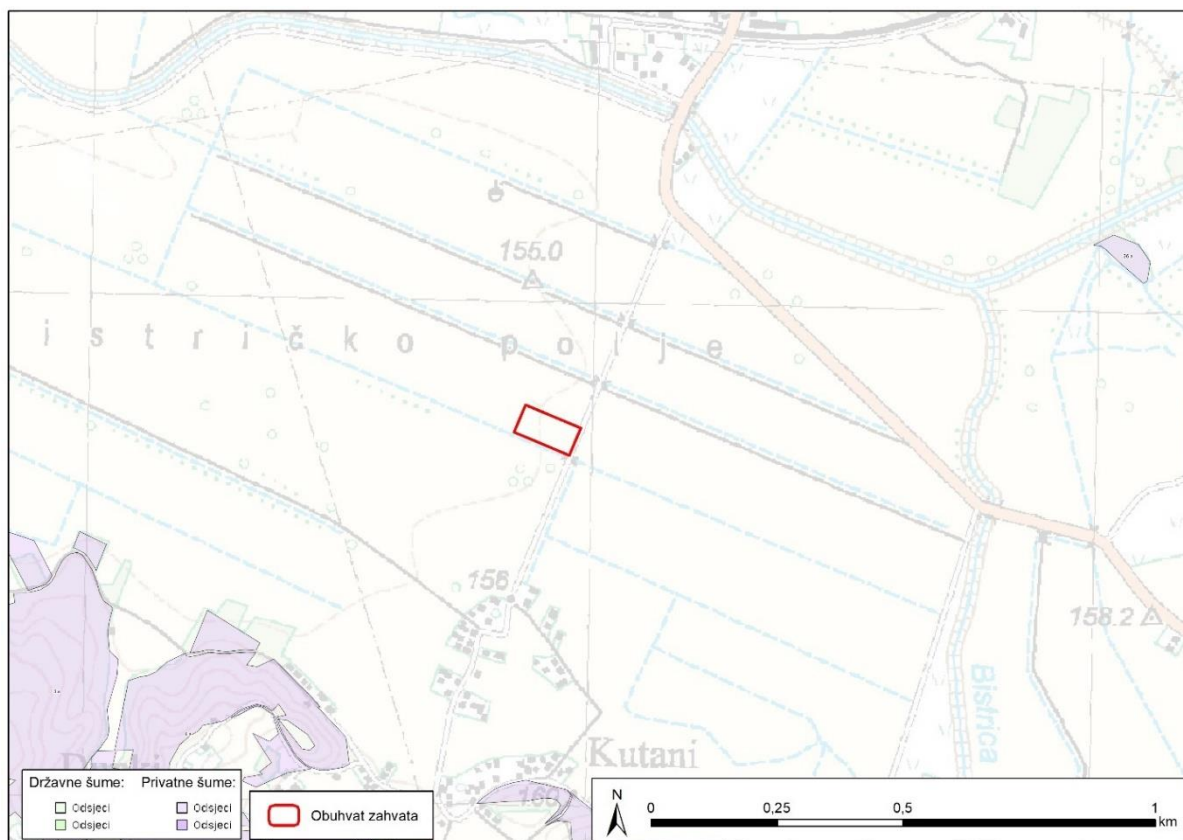 155.0
istričko polje
156
158.2
Bistrica
Kutani
160
Državne šume:
Privatne šume:
Odsjeci
Odsjeci
Odsjeci
Odsjeci
Obuhvat zahvata
N
0
0,25
0,5
1
km